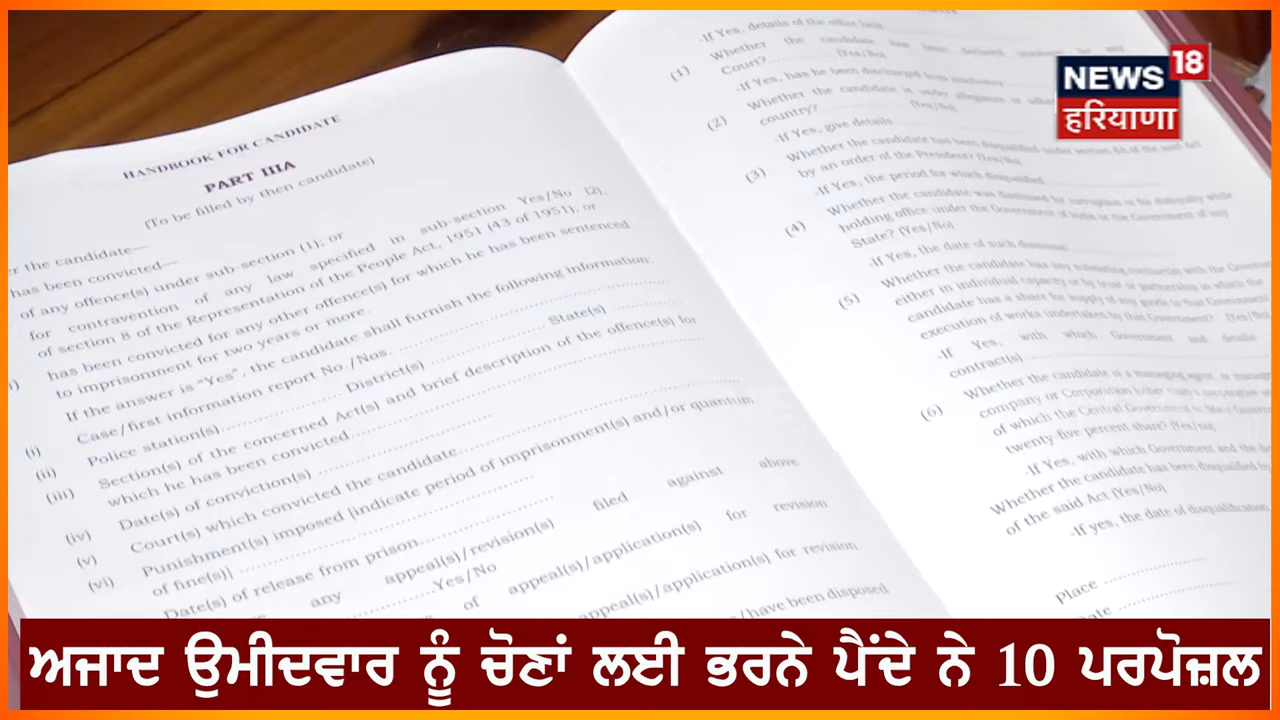 HANDBOOK FOR CANDIDATE
PART IIIA
(To be filled by then candidate)
er the candidate—
has been convicted—
of any offence(s) under sub-section (1); or
for contravention of any law specified in sub-section Yes/No (2),
of section 8 of the Representation of the People Act, 1951 (43 of 1951); or
has been convicted for any other offence(s) for which he has been sentenced
to imprisonment for two years or more.
If the answer is "Yes", the candidate shall furnish the following information:
(i) Case/first information report No./Nos.
(ii) Police station(s) District(s) State(s)
(iii) Section(s) of the concerned Act(s) and brief description of the offence(s) for
which he has been convicted
(iv) Date(s) of conviction(s)
(v) Court(s) which convicted the candidate
(vi) Punishment(s) imposed [indicate period of imprisonment(s) and/or quantum
of fine(s)]
Date(s) of release from prison
any appeal(s)/revision(s) filed against above
Yes/No
of appeal(s)/application(s) for revision
appeal(s)/application(s) for revision
/have been disposed
-If Yes, details of the office held
(1) Whether the candidate has been declared insolvent by any
Court? (Yes/No)
-If Yes, has he been discharged from insolvency
(2) Whether the candidate is under allegiance
country? (Yes/No)
-If Yes, give details
(3) Whether the candidate has been disqualified under section 8A of the said Act
by an order of the President? (Yes/No)
-If Yes, the period for which disqualified
(4) Whether the candidate was dismissed for corruption or for disloyalty while
holding office under the Government of India or the Government of any
State? (Yes/No)
-If Yes, the date of such dismissal
(5) Whether the candidate has any subsisting contract(s) with the Governm
either in individual capacity or by trust or partnership in which the
candidate has a share for supply of any goods to that Government
execution of works undertaken by that Government? (Yes/No)
-If Yes, with which Government and details
contract(s)
(6) Whether the candidate is a managing agent, or manage
company or Corporation (other than a cooperative
of which the Central Government
twenty-five percent share? (Yes/No)
-If Yes, with which Government and the de
Whether the candidate has been disqualified by
of the said Act (Yes/No)
-If yes, the date of disqualification
Place
Date
NEWS 18
हरियाणा
ਅਜਾਦ ਉਮੀਦਵਾਰ ਨੂੰ ਚੋਣਾਂ ਲਈ ਭਰਨੇ ਪੈਂਦੇ ਨੇ 10 ਪਰਪੋਜ਼ਲ